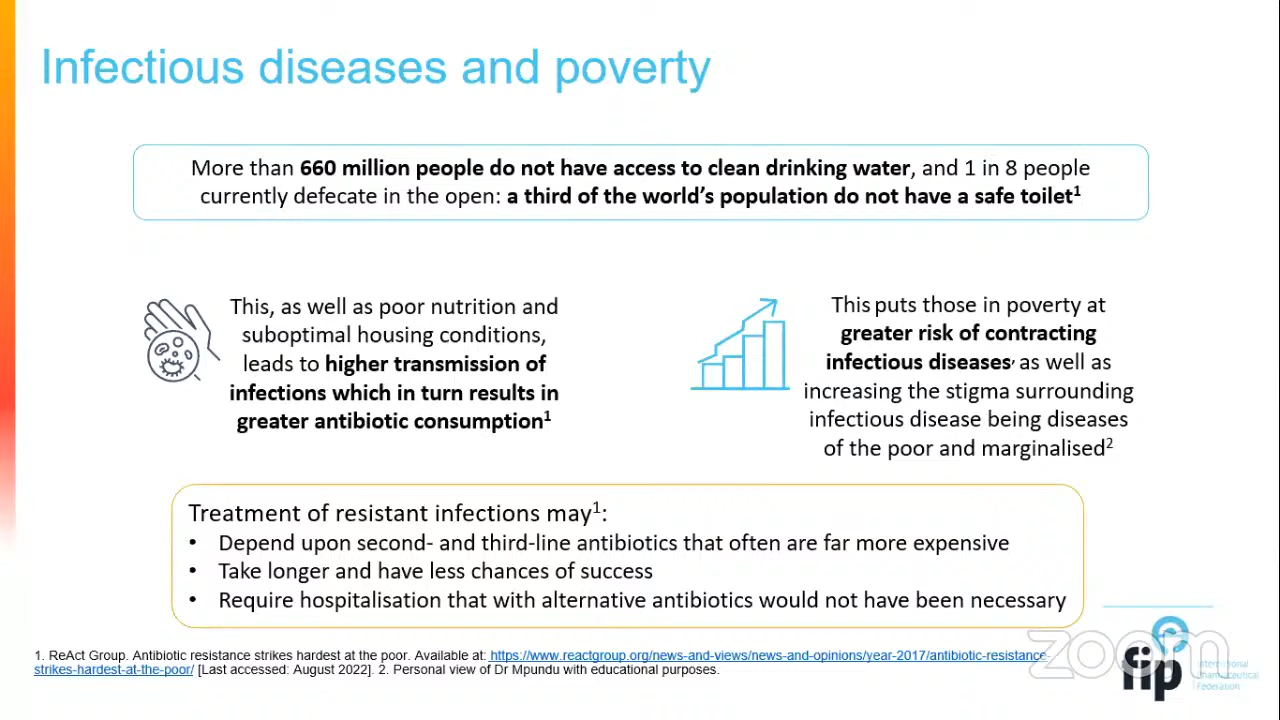 Infectious diseases and poverty
More than 660 million people do not have access to clean drinking water, and 1 in 8 people
currently defecate in the open: a third of the world's population do not have a safe toilet1
This, as well as poor nutrition and
suboptimal housing conditions,
leads to higher transmission of
infections which in turn results in
greater antibiotic consumption1
This puts those in poverty at
greater risk of contracting
infectious diseases, as well as
increasing the stigma surrounding
infectious disease being diseases
of the poor and marginalised2
Treatment of resistant infections may1:
• Depend upon second- and third-line antibiotics that often are far more expensive
• Take longer and have less chances of success
• Require hospitalisation that with alternative antibiotics would not have been necessary
1. ReAct Group. Antibiotic resistance strikes hardest at the poor. Available at: https://www.reactgroup.org/news-and-views/news-and-opinions/year-2017/antibiotic-resistance-
strikes-hardest-at-the-poor/ [Last accessed: August 2022]. 2. Personal view of Dr Mpundu with educational purposes.
zoom
fip
International
Pharmaceutical
Federation